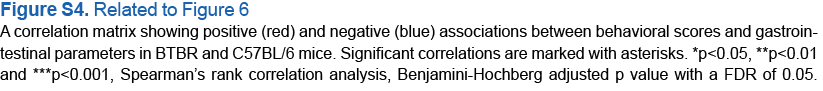 Figure S4. Related to Figure 6
A correlation matrix showing positive (red) and negative (blue) associations between behavioral scores and gastroin-
testinal parameters in BTBR and C57BL/6 mice. Significant correlations are marked with asterisks. *p<0.05, **p<0.01
and ***p<0.001, Spearman's rank correlation analysis, Benjamini-Hochberg adjusted p value with a FDR of 0.05.